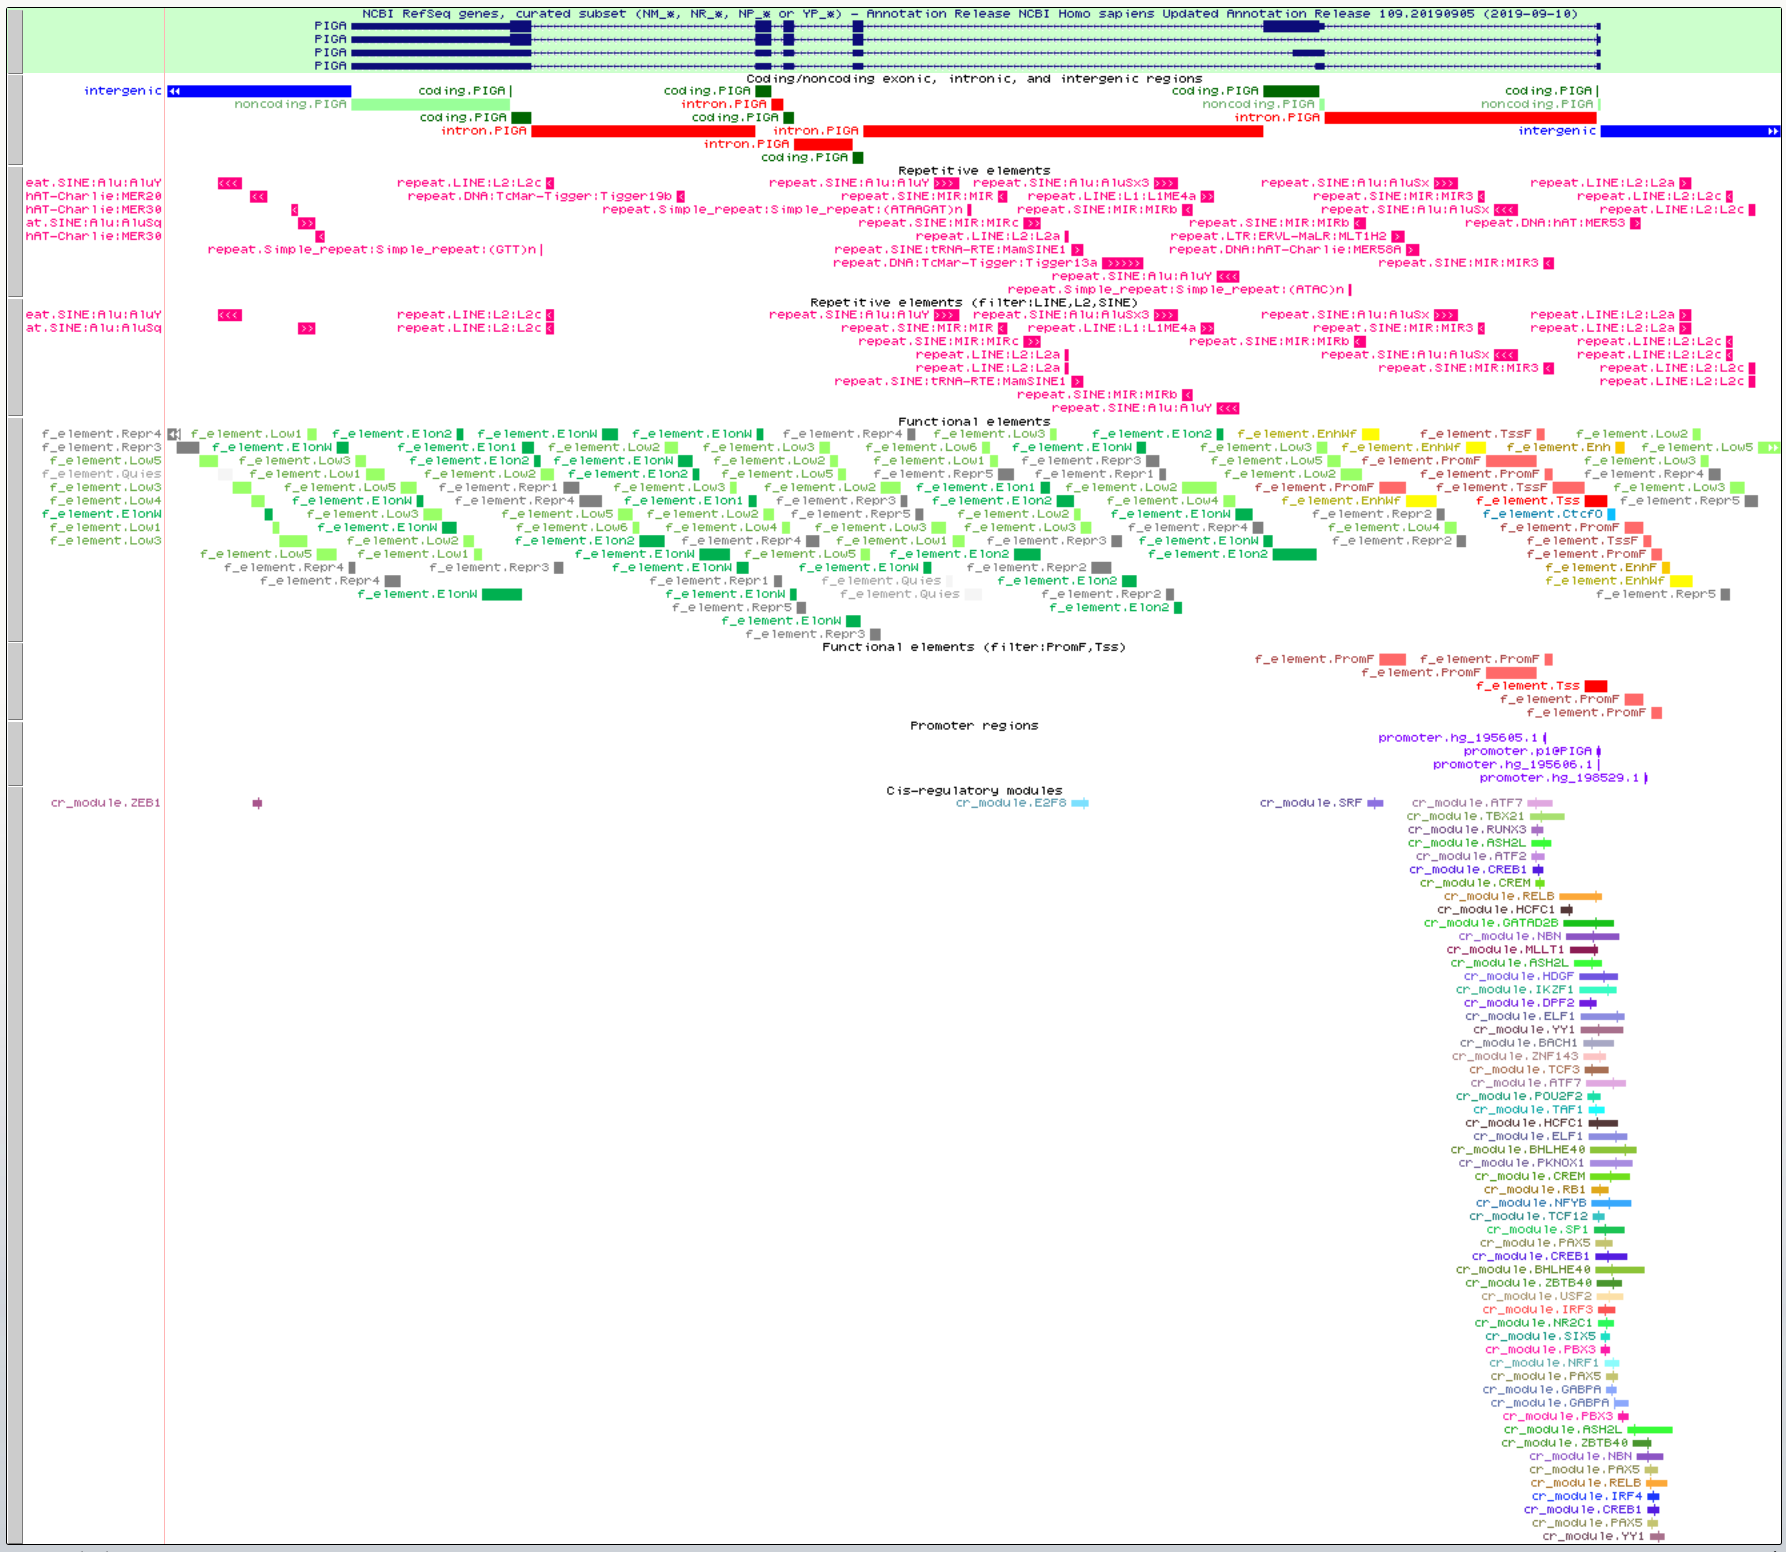 NCBI RefSeq genes, curated subset (NM_*, NR_*, NP_* or YP_*) - Annotation Release NCBI Homo sapiens Updated Annotation Release 109.20190905 (2019-09-10)
PIGA
PIGA
PIGA
PIGA
Coding/noncoding exonic, intronic, and intergenic regions
intergenic coding.PIGA coding.PIGA coding.PIGA coding.PIGA
noncoding.PIGA intron.PIGA noncoding.PIGA noncoding.PIGA
coding.PIGA coding.PIGA intron.PIGA
intron.PIGA intron.PIGA intergenic
intron.PIGA
coding.PIGA
Repetitive elements
eat.SINE:Alu:AluY repeat.LINE:L2:L2c repeat.SINE:Alu:AluY repeat.SINE:Alu:AluSx3 repeat.SINE:Alu:AluSx repeat.LINE:L2:L2a
hAT-Charlie:MER20 repeat.DNA:TcMar-Tigger:Tigger19b repeat.SINE:MIR:MIR repeat.LINE:L1:L1ME4a repeat.SINE:MIR:MIR3 repeat.LINE:L2:L2c
hAT-Charlie:MER30 repeat.Simple_repeat:Simple_repeat:(ATAAGAT)n repeat.SINE:MIR:MIRb repeat.SINE:Alu:AluSx repeat.LINE:L2:L2c
at.SINE:Alu:AluSq repeat.SINE:MIR:MIRc repeat.SINE:MIR:MIRb repeat.DNA:hAT:MER53
hAT-Charlie:MER30 repeat.LINE:L2:L2a repeat.LTR:ERVL-MaLR:MLT1H2
repeat.Simple_repeat:Simple_repeat:(GTT)n repeat.SINE:tRNA-RTE:MamSINE1 repeat.DNA:hAT-Charlie:MER58A
repeat.DNA:TcMar-Tigger:Tigger13a repeat.SINE:MIR:MIR3
repeat.SINE:Alu:AluY
repeat.Simple_repeat:Simple_repeat:(ATAC)n
Repetitive elements (filter:LINE,L2,SINE)
eat.SINE:Alu:AluY repeat.LINE:L2:L2c repeat.SINE:Alu:AluY repeat.SINE:Alu:AluSx3 repeat.SINE:Alu:AluSx repeat.LINE:L2:L2a
at.SINE:Alu:AluSq repeat.LINE:L2:L2c repeat.SINE:MIR:MIR repeat.LINE:L1:L1ME4a repeat.SINE:MIR:MIR3 repeat.LINE:L2:L2a
repeat.SINE:MIR:MIRc repeat.SINE:MIR:MIRb repeat.LINE:L2:L2c
repeat.LINE:L2:L2a repeat.SINE:Alu:AluSx repeat.LINE:L2:L2c
repeat.LINE:L2:L2a repeat.SINE:MIR:MIR3 repeat.LINE:L2:L2c
repeat.SINE:tRNA-RTE:MamSINE1 repeat.LINE:L2:L2c
repeat.SINE:MIR:MIRb
repeat.SINE:Alu:AluY
Functional elements
f_element.Repr4 f_element.Low1 f_element.Elon2 f_element.ElonW f_element.ElonW f_element.Repr4 f_element.Low3 f_element.Elon2 f_element.EnhWf f_element.TssF f_element.Low2
f_element.Repr3 f_element.ElonW f_element.Elon1 f_element.Low2 f_element.Low3 f_element.Low6 f_element.ElonW f_element.Low3 f_element.EnhWf f_element.Enh f_element.Low5
f_element.Low5 f_element.Low3 f_element.Elon2 f_element.ElonW f_element.Low2 f_element.Low1 f_element.Repr3 f_element.Low5 f_element.PromF f_element.Low3
f_element.Quies f_element.Low1 f_element.Low2 f_element.Elon2 f_element.Low5 f_element.Repr5 f_element.Repr1 f_element.Low2 f_element.PromF f_element.Repr4
f_element.Low3 f_element.Low5 f_element.Repr1 f_element.Low3 f_element.Low2 f_element.Elon1 f_element.Low2 f_element.PromF f_element.TssF f_element.Low3
f_element.Low4 f_element.ElonW f_element.Repr4 f_element.Elon1 f_element.Repr3 f_element.Elon2 f_element.Low4 f_element.EnhWf f_element.Tss f_element.Repr5
f_element.ElonW f_element.Low3 f_element.Low5 f_element.Low2 f_element.Repr5 f_element.Low2 f_element.ElonW f_element.Repr2 f_element.CtcfO
f_element.Low1 f_element.ElonW f_element.Low6 f_element.Low4 f_element.Low3 f_element.Low3 f_element.Repr4 f_element.Low4 f_element.PromF
f_element.Low3 f_element.Low2 f_element.Elon2 f_element.Repr4 f_element.Low1 f_element.Repr3 f_element.ElonW f_element.Repr2 f_element.TssF
f_element.Low5 f_element.Low1 f_element.ElonW f_element.Low5 f_element.Elon2 f_element.Elon2 f_element.PromF
f_element.Repr4 f_element.Repr3 f_element.ElonW f_element.ElonW f_element.Repr2 f_element.EnhF
f_element.Repr4 f_element.Repr1 f_element.Quies f_element.Elon2 f_element.EnhWf
f_element.ElonW f_element.ElonW f_element.Quies f_element.Repr2 f_element.Repr5
f_element.Repr5 f_element.Elon2
f_element.ElonW
f_element.Repr3
Functional elements (filter:PromF,Tss)
f_element.PromF f_element.PromF
f_element.PromF
f_element.Tss
f_element.PromF
f_element.PromF
Promoter regions
promoter.hg_195605.1
promoter.p1@PIGA
promoter.hg_195606.1
promoter.hg_198529.1
Cis-regulatory modules
cr_module.ZEB1 cr_module.E2F8 cr_module.SRF cr_module.ATF7
cr_module.TBX21
cr_module.RUNX3
cr_module.ASH2L
cr_module.ATF2
cr_module.CREB1
cr_module.CREM
cr_module.RELB
cr_module.HCFC1
cr_module.GATAD2B
cr_module.NBN
cr_module.MLLT1
cr_module.ASH2L
cr_module.HDGF
cr_module.IKZF1
cr_module.DPF2
cr_module.ELF1
cr_module.YY1
cr_module.BACH1
cr_module.ZNF143
cr_module.TCF3
cr_module.ATF7
cr_module.POU2F2
cr_module.TAF1
cr_module.HCFC1
cr_module.ELF1
cr_module.BHLHE40
cr_module.PKNOX1
cr_module.CREM
cr_module.RB1
cr_module.NFYB
cr_module.TCF12
cr_module.SP1
cr_module.PAX5
cr_module.CREB1
cr_module.BHLHE40
cr_module.ZBTB40
cr_module.USF2
cr_module.IRF3
cr_module.NR2C1
cr_module.SIX5
cr_module.PBX3
cr_module.NRF1
cr_module.PAX5
cr_module.GABPA
cr_module.GABPA
cr_module.PBX3
cr_module.ASH2L
cr_module.ZBTB40
cr_module.NBN
cr_module.PAX5
cr_module.RELB
cr_module.IRF4
cr_module.CREB1
cr_module.PAX5
cr_module.YY1